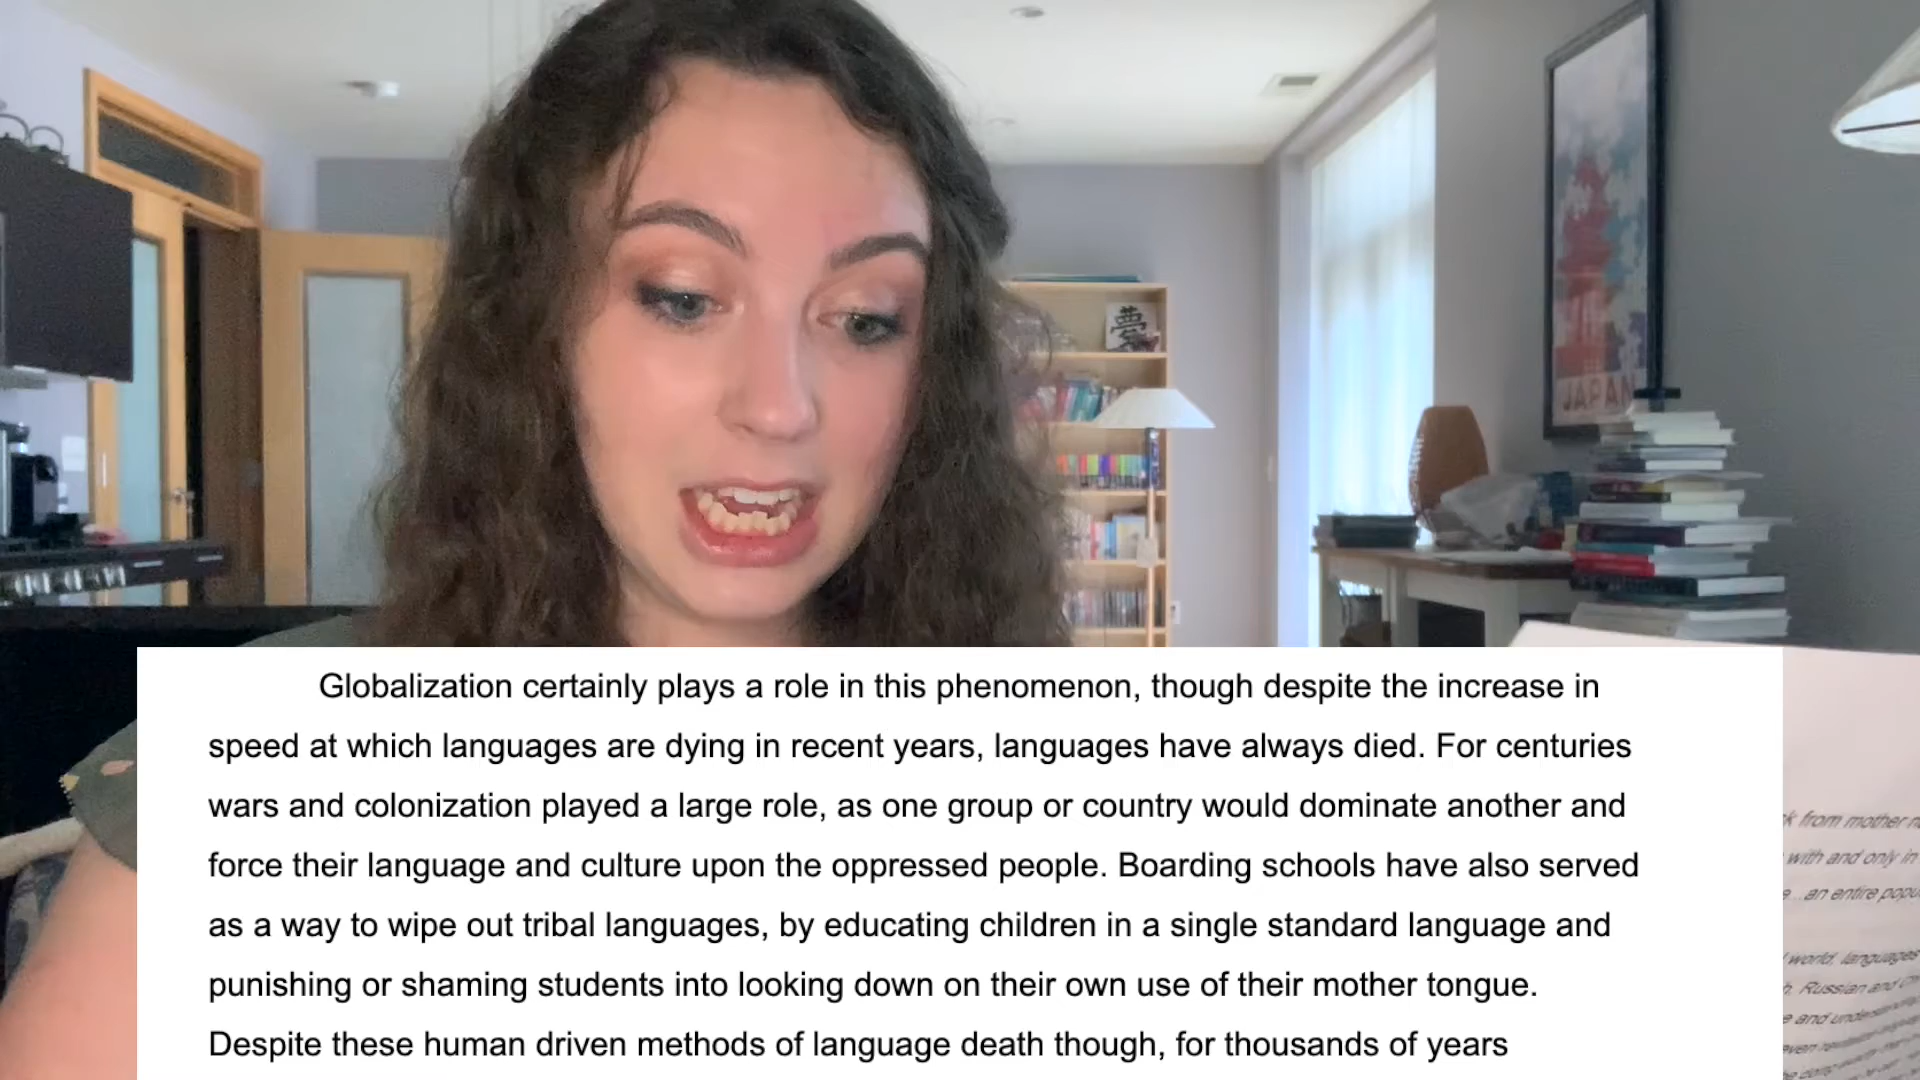 夢
JAPAN
Globalization certainly plays a role in this phenomenon, though despite the increase in
speed at which languages are dying in recent years, languages have always died. For centuries
wars and colonization played a large role, as one group or country would dominate another and
force their language and culture upon the oppressed people. Boarding schools have also served
as a way to wipe out tribal languages, by educating children in a single standard language and
punishing or shaming students into looking down on their own use of their mother tongue.
Despite these human driven methods of language death though, for thousands of years
from mother
with and only in
an entire
world, languages
Russian and